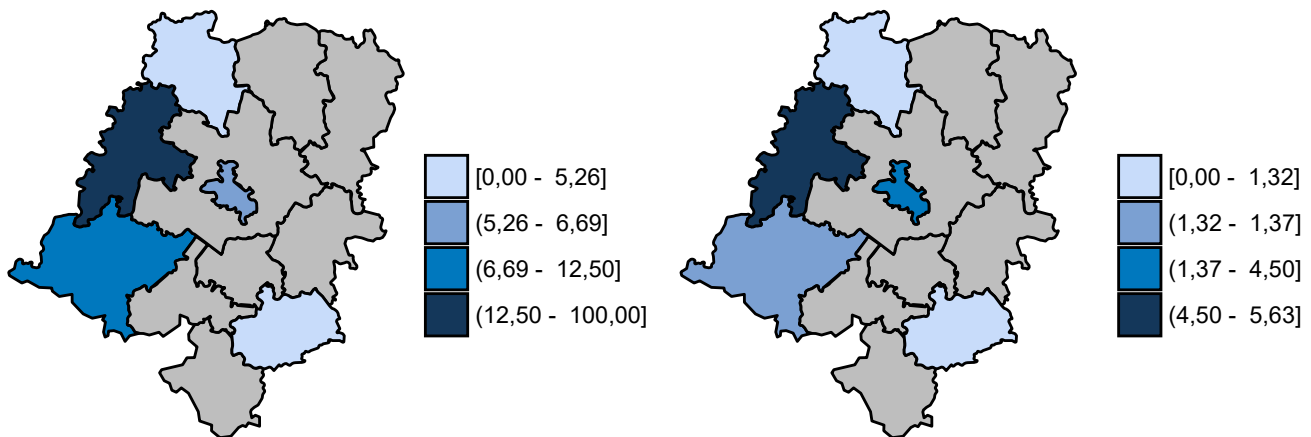 [0,00 - 5,26]
(5,26 - 6,69]
(6,69 - 12,50]
(12,50 - 100,00]
[0,00 - 1,32]
(1,32 - 1,37]
(1,37 - 4,50]
(4,50 - 5,63]